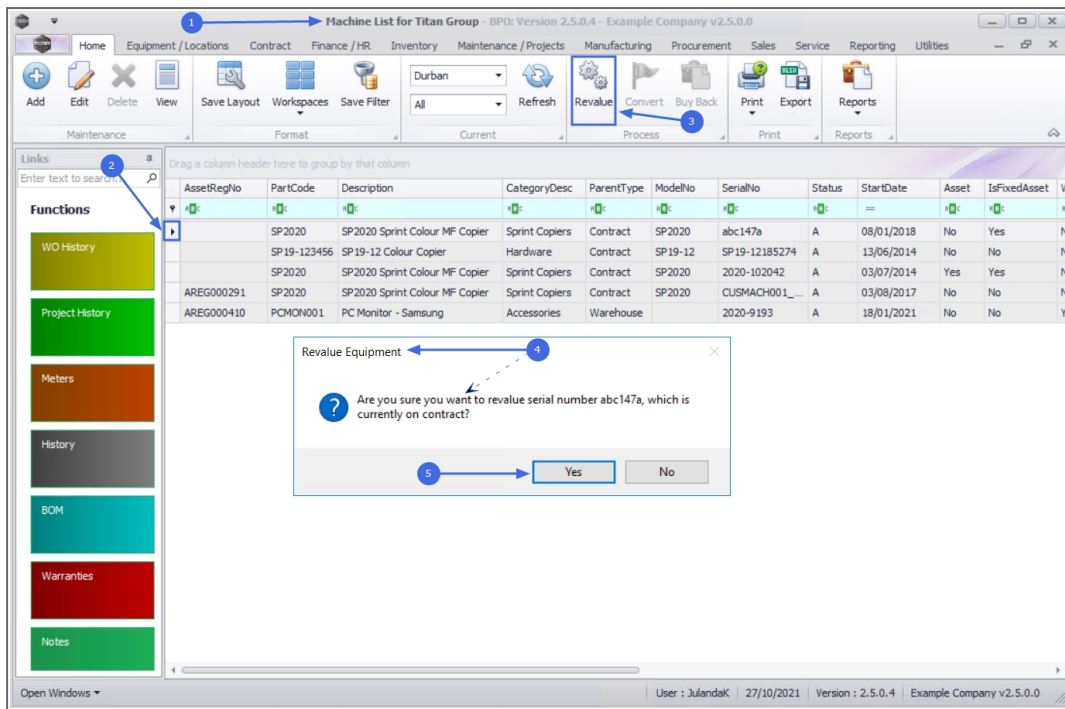 1
Machine List for Titan Group - BPO: Version 2.5.0.4 - Example Company v2.5.0.0
Home Equipment / Locations Contract Finance / HR Inventory Maintenance / Projects Manufacturing Procurement Sales Service Reporting Utilities
Durban
All
Add Edit Delete View Save Layout Workspaces Save Filter Refresh Revalue Convert Buy Back Print Export Reports
3
Maintenance Format Current Process Print Reports
Links
2
Drag a column header here to group by that column
Enter text to search...
AssetRegNo PartCode Description CategoryDesc ParentType ModelNo SerialNo Status StartDate Asset IsFixedAsset
Functions
=
SP2020 SP2020 Sprint Colour MF Copier Sprint Copiers Contract SP2020 abc147a A 08/01/2018 No Yes
SP19-123456 SP19-12 Colour Copier Hardware Contract SP19-12 SP19-12185274 A 13/06/2014 No No
SP2020 SP2020 Sprint Colour MF Copier Sprint Copiers Contract SP2020 2020-102042 A 03/07/2014 Yes Yes
AREG000291 SP2020 SP2020 Sprint Colour MF Copier Sprint Copiers Contract SP2020 CUSMACH001_... A 03/08/2017 No No
AREG000410 PCMON001 PC Monitor - Samsung Accessories Warehouse 2020-9193 A 18/01/2021 No No
WO History
Project History
Meters
History
BOM
Warranties
Notes
Revalue Equipment
4
Are you sure you want to revalue serial number abc147a, which is
currently on contract?
5
Yes No
Open Windows User : JulandaK 27/10/2021 Version : 2.5.0.4 Example Company v2.5.0.0